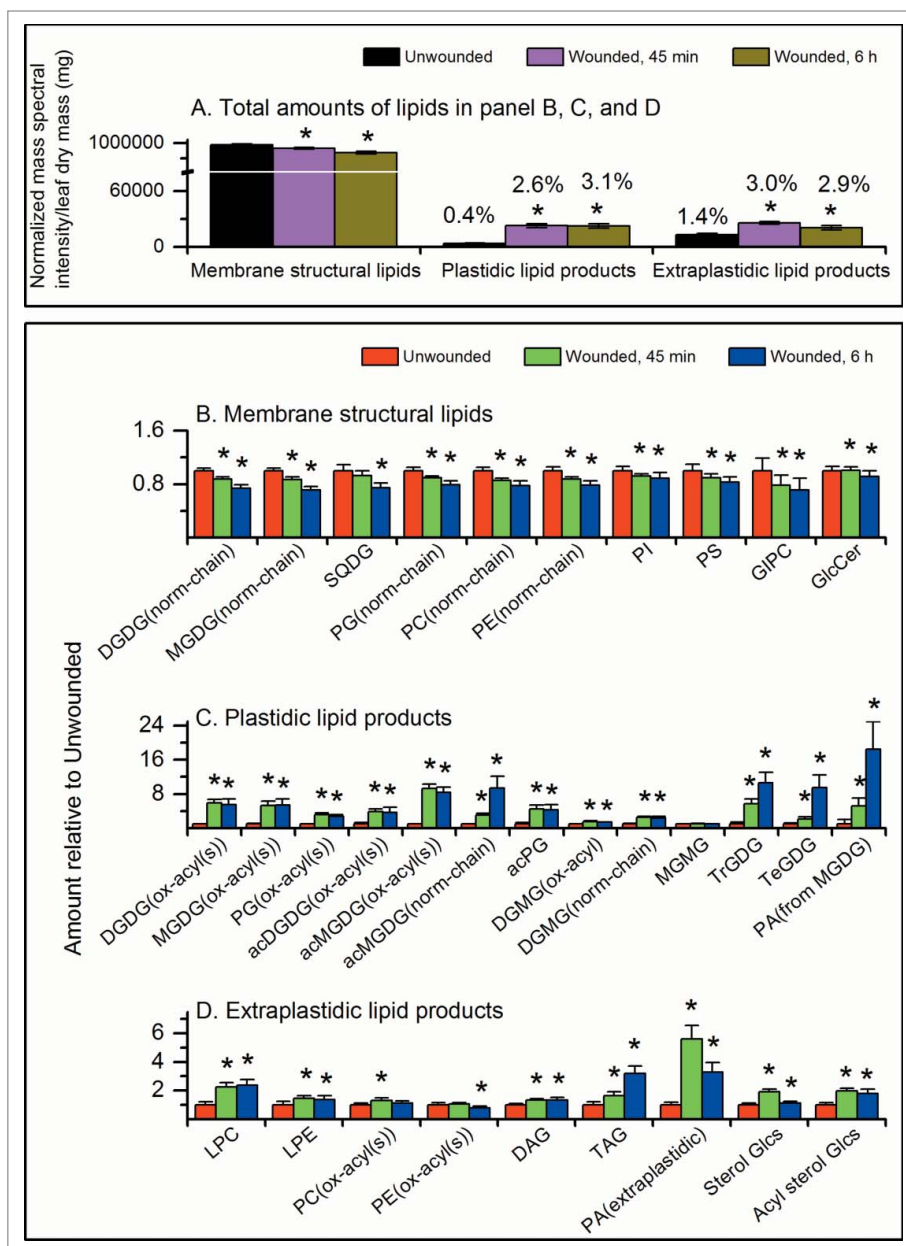 Unwounded Wounded, 45 min Wounded, 6 h
A. Total amounts of lipids in panel B, C, and D
Normalized mass spectral
intensity/leaf dry mass (mg)
1000000
60000
0
* *
0.4% 2.6% 3.1% 1.4% 3.0% 2.9%
* * * *
Membrane structural lipids Plastidic lipid products Extraplastidic lipid products
Unwounded Wounded, 45 min Wounded, 6 h
Amount relative to Unwounded
B. Membrane structural lipids
1.6
0.8
* * * * * * * * * * * * * * * * * * *
DGDG(norm-chain)
MGDG(norm-chain)
SQDG
PG(norm-chain)
PC(norm-chain)
PE(norm-chain)
PI
PS
GIPC
GlcCer
C. Plastidic lipid products
24
16
8
* * * * * * * * * * * * * * * * * * * * * * * *
DGDG(ox-acyl(s))
MGDG(ox-acyl(s))
PG(ox-acyl(s))
acDGDG(ox-acyl(s))
acMGDG(ox-acyl(s))
acMGDG(norm-chain)
acPG
DGMG(ox-acyl)
DGMG(norm-chain)
MGMG
TrGDG
TeGDG
PA(from MGDG)
D. Extraplastidic lipid products
6
4
2
* * * * * * * * * * * * * * * *
LPC
LPE
PC(ox-acyl(s))
PE(ox-acyl(s))
DAG
TAG
PA(extraplastidic)
Sterol Glcs
Acyl sterol Glcs